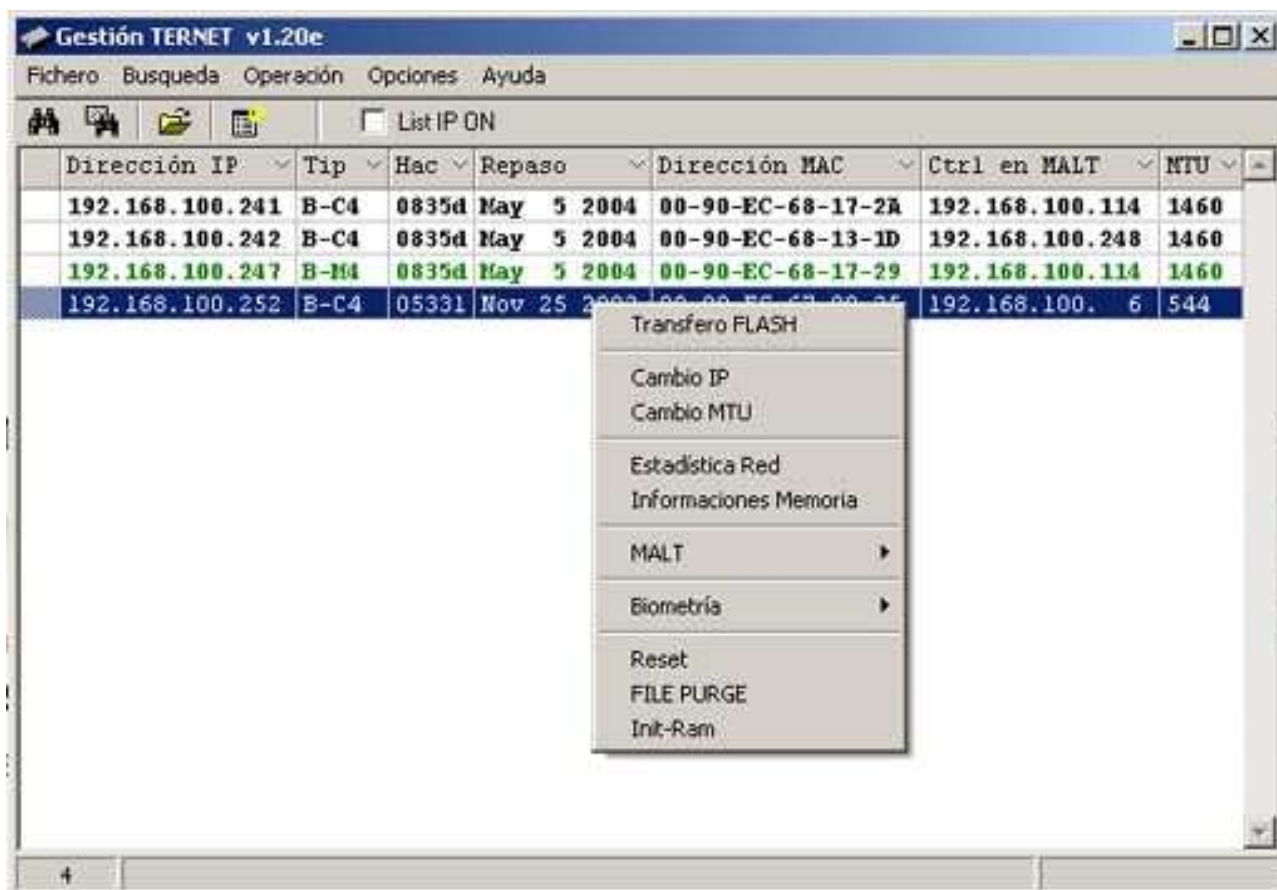 Gestión TERNET v1.20e
Fichero Busqueda Operación Opciones Ayuda
List IP ON
Dirección IP Tip Hac Repaso Dirección MAC Ctrl en MALT MTU
192.168.100.241 B-C4 0835d May 5 2004 00-90-EC-68-17-2A 192.168.100.114 1460
192.168.100.242 B-C4 0835d May 5 2004 00-90-EC-68-13-1D 192.168.100.248 1460
192.168.100.247 B-M4 0835d May 5 2004 00-90-EC-68-17-29 192.168.100.114 1460
192.168.100.252 B-C4 05331 Nov 25 192.168.100. 6 544
Transfero FLASH
Cambio IP
Cambio MTU
Estadística Red
Informaciones Memoria
MALT
Biometría
Reset
FILE PURGE
Init-Ram
4